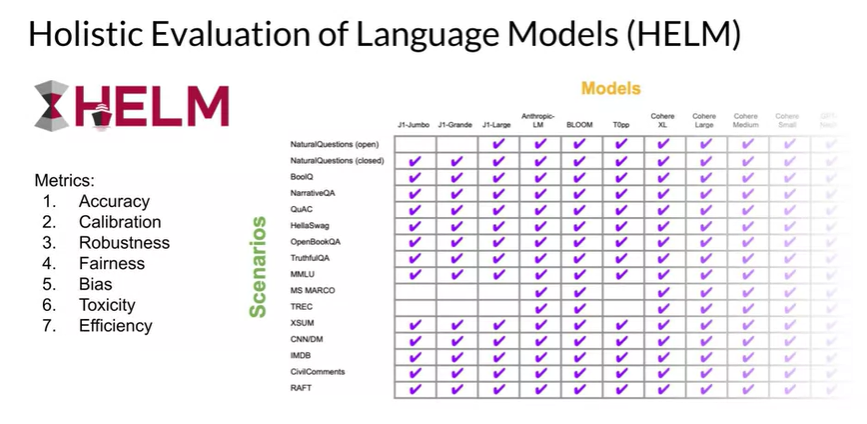 Holistic Evaluation of Language Models (HELM)
HELM
Models
Metrics:
1. Accuracy
2. Calibration
3. Robustness
4. Fairness
5. Bias
6. Toxicity
7. Efficiency
Scenarios
J1-Jumbo J1-Grande J1-Large Anthropic-LM BLOOM T0pp Cohere XL Cohere Large Cohere Medium Cohere Small
NaturalQuestions (open)
NaturalQuestions (closed)
BoolQ
NarrativeQA
QuAC
HellaSwag
OpenBookQA
TruthfulQA
MMLU
MS MARCO
TREC
XSUM
CNN/DM
IMDB
CivilComments
RAFT